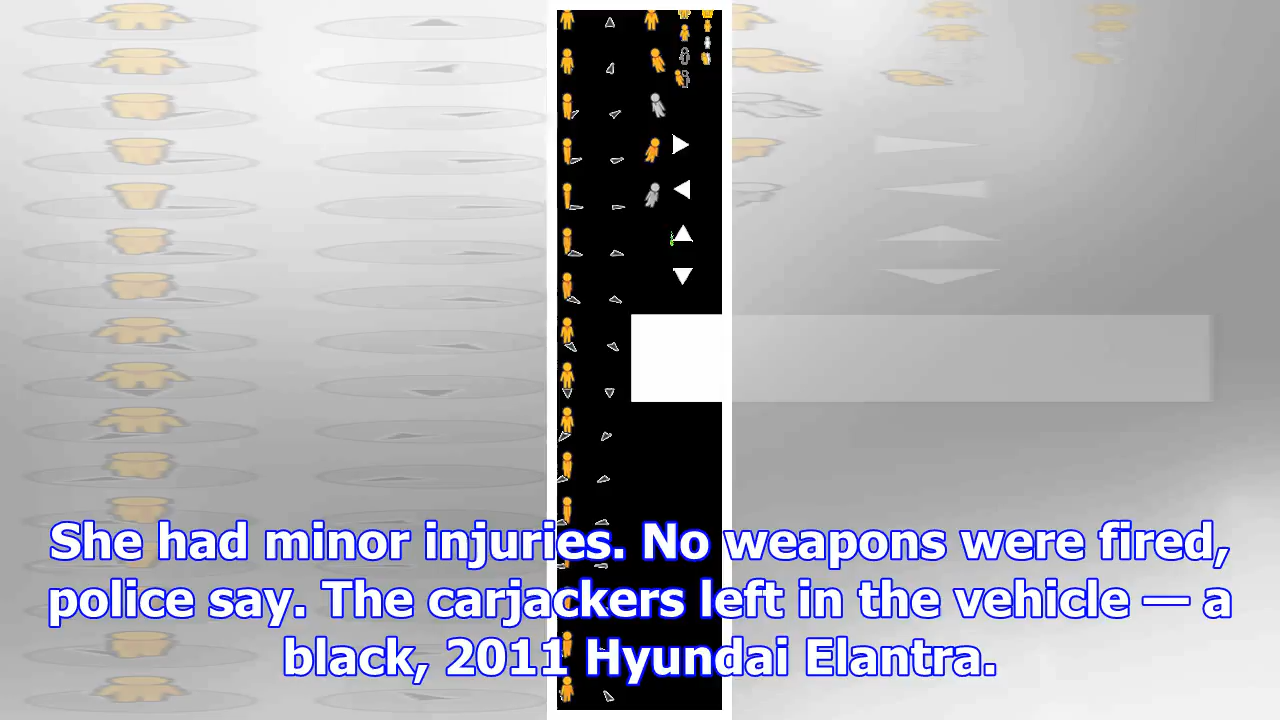 She had minor injuries. No weapons were fired,
police say. The carjackers left in the vehicle — a
black, 2011 Hyundai Elantra.